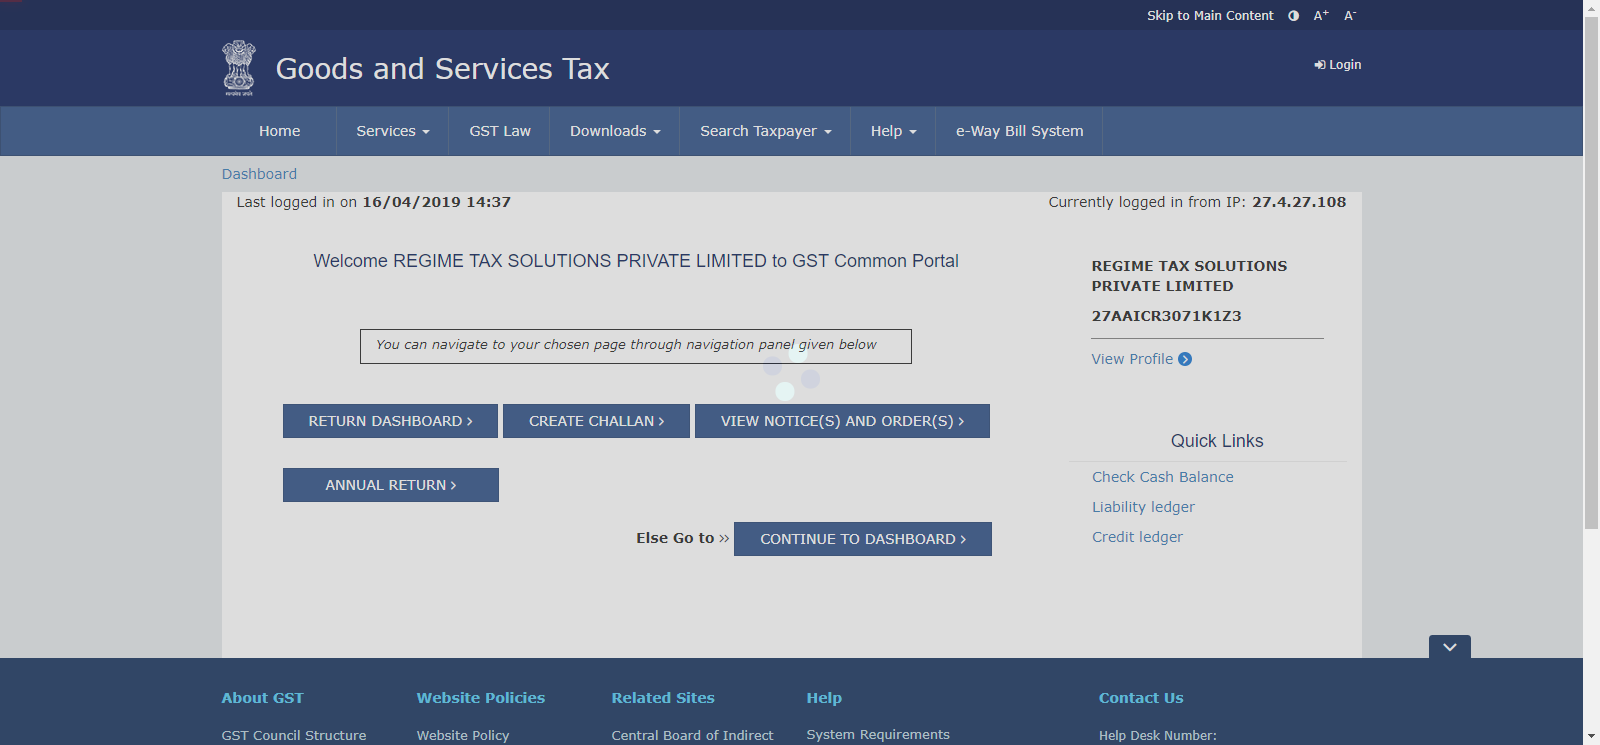 Skip to Main Content A+ A-
Goods and Services Tax
Login
Home Services GST Law Downloads Search Taxpayer Help e-Way Bill System
Dashboard
Last logged in on 16/04/2019 14:37
Currently logged in from IP: 27.4.27.108
Welcome REGIME TAX SOLUTIONS PRIVATE LIMITED to GST Common Portal
You can navigate to your chosen page through navigation panel given below
RETURN DASHBOARD > CREATE CHALLAN > VIEW NOTICE(S) AND ORDER(S) >
ANNUAL RETURN >
Else Go to » CONTINUE TO DASHBOARD >
REGIME TAX SOLUTIONS
PRIVATE LIMITED
27AAICR3071K1Z3
View Profile
Quick Links
Check Cash Balance
Liability ledger
Credit ledger
About GST Website Policies Related Sites Help Contact Us
GST Council Structure Website Policy Central Board of Indirect System Requirements Help Desk Number: